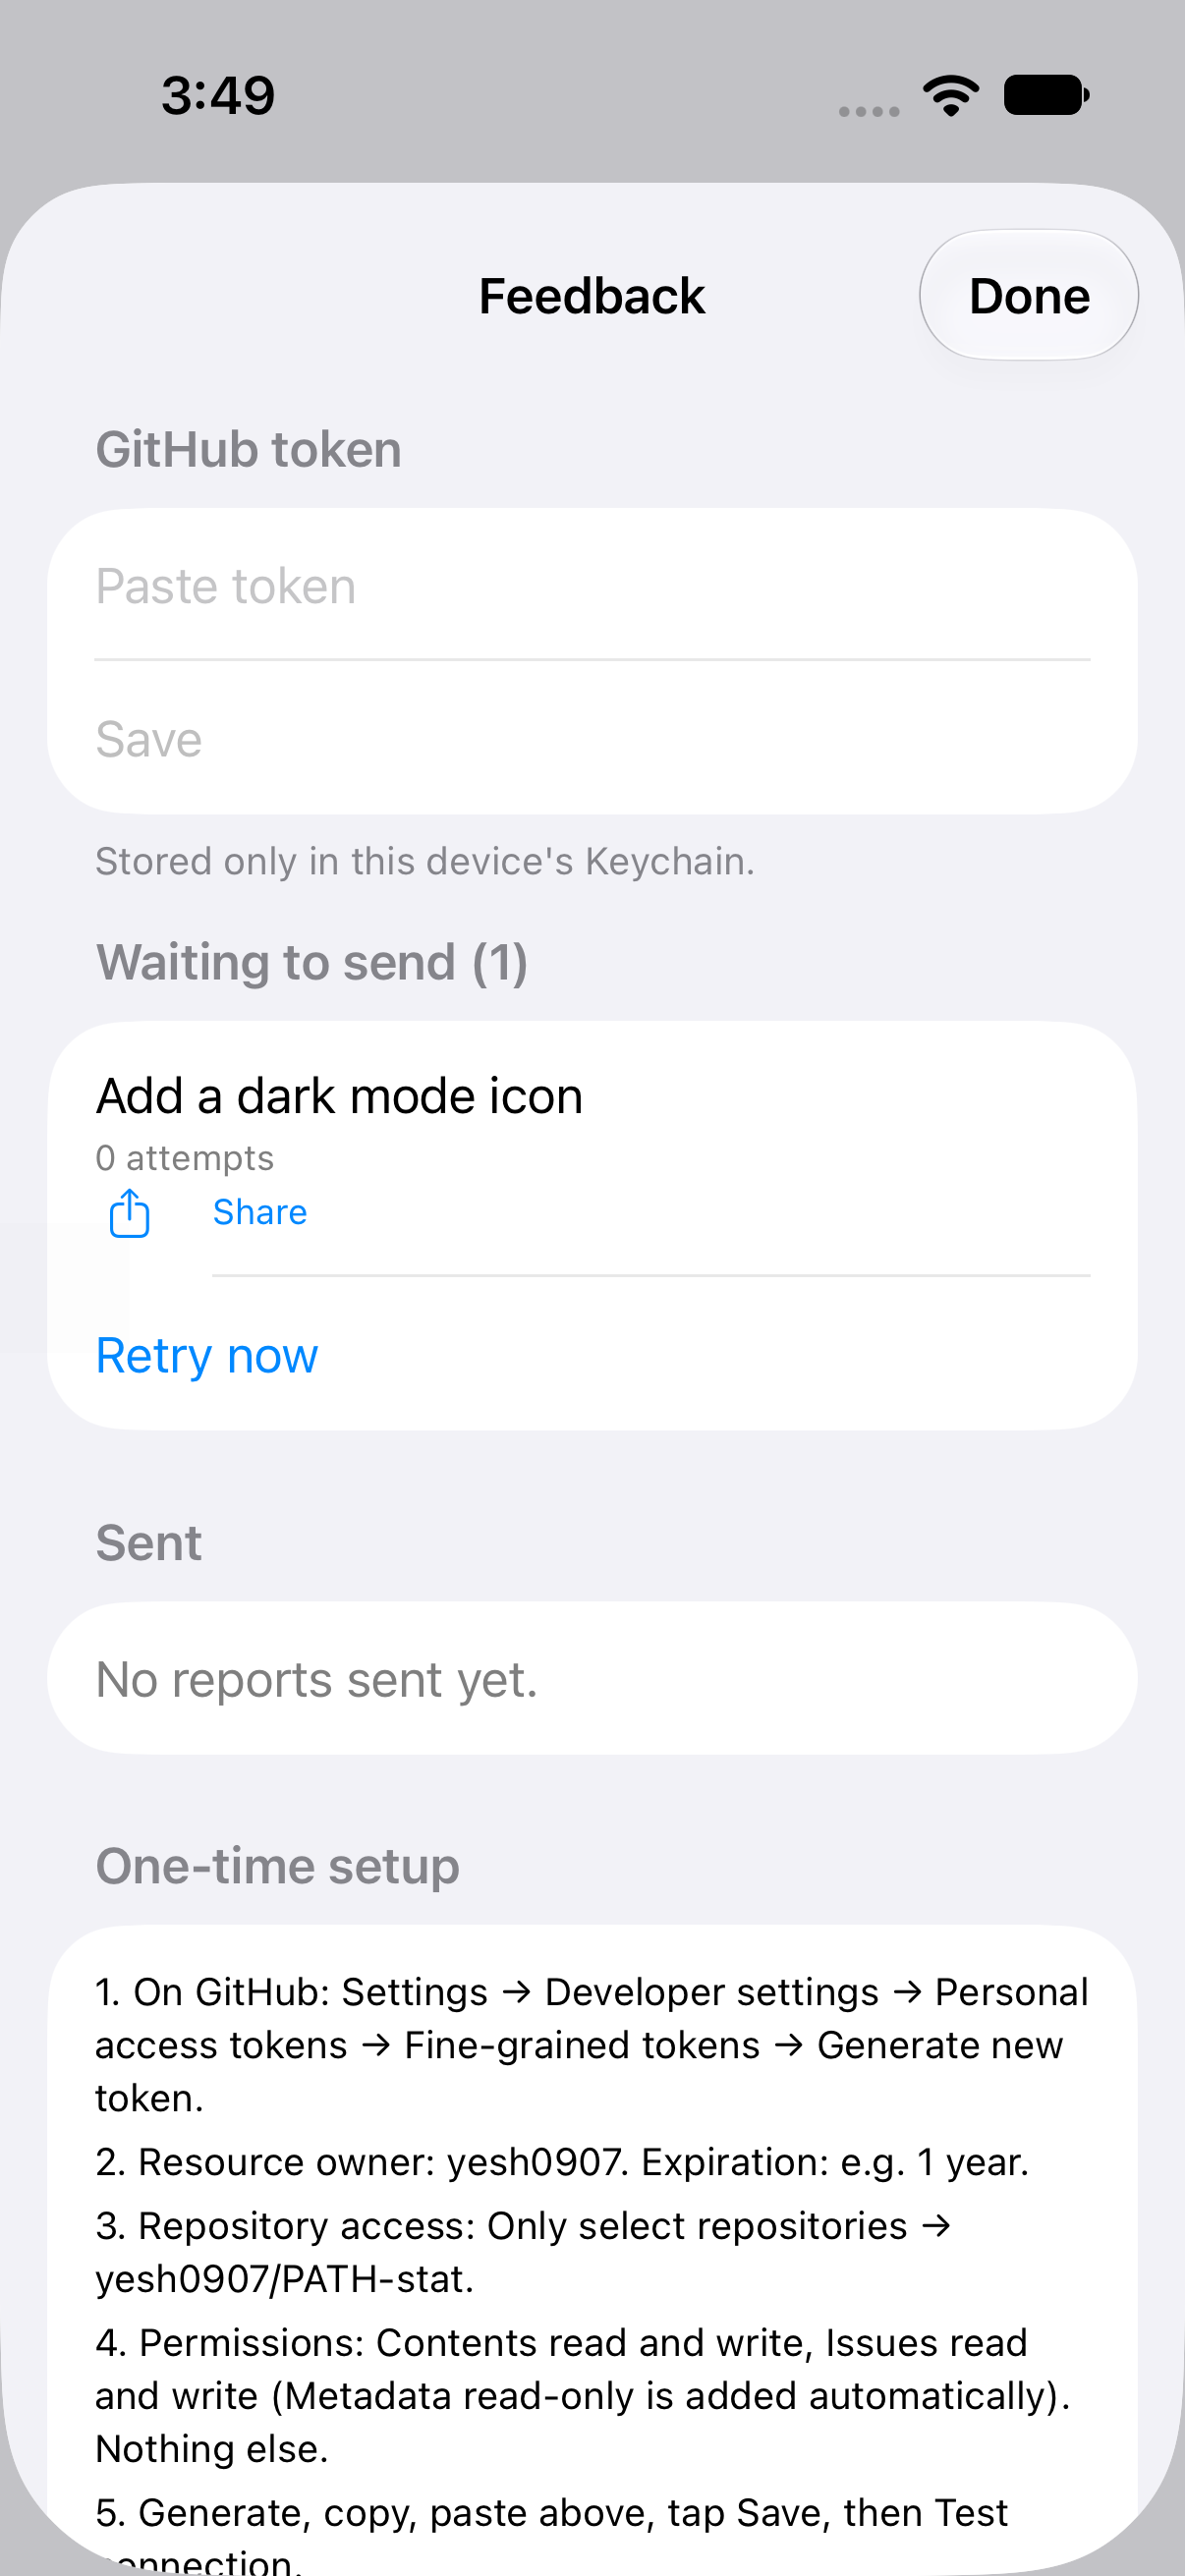 3:49
Feedback
Done
GitHub token
Paste token
Save
Stored only in this device's Keychain.
Waiting to send (1)
Add a dark mode icon
0 attempts
Share
Retry now
Sent
No reports sent yet.
One-time setup
1. On GitHub: Settings → Developer settings → Personal
access tokens → Fine-grained tokens → Generate new
token.
2. Resource owner: yesh0907. Expiration: e.g. 1 year.
3. Repository access: Only select repositories →
yesh0907/PATH-stat.
4. Permissions: Contents read and write, Issues read
and write (Metadata read-only is added automatically).
Nothing else.
5. Generate, copy, paste above, tap Save, then Test
connection.